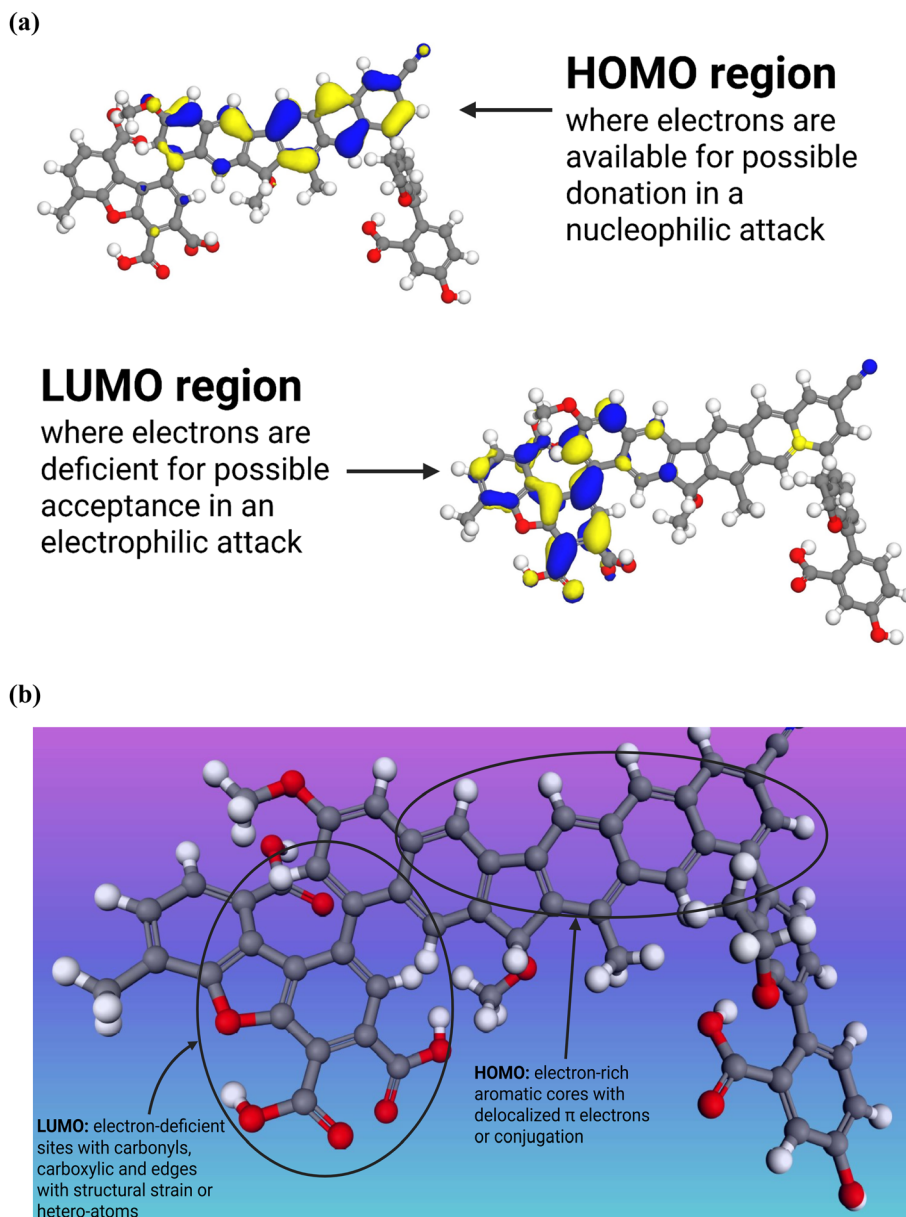 (a)
HOMO region
where electrons are
available for possible
donation in a
nucleophilic attack
LUMO region
where electrons are
deficient for possible
acceptance in an
electrophilic attack
(b)
HOMO: electron-rich
aromatic cores with
delocalized π electrons
or conjugation
LUMO: electron-deficient
sites with carbonyls,
carboxylic and edges
with structural strain or
hetero-atoms